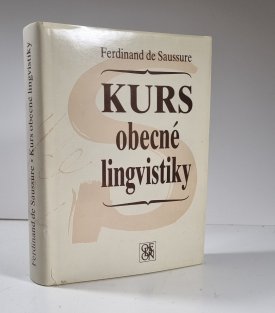 Ferdinand de Saussure
KURS
obecné
lingvistiky
Ferdinand de Saussure • Kurs obecné lingvistiky